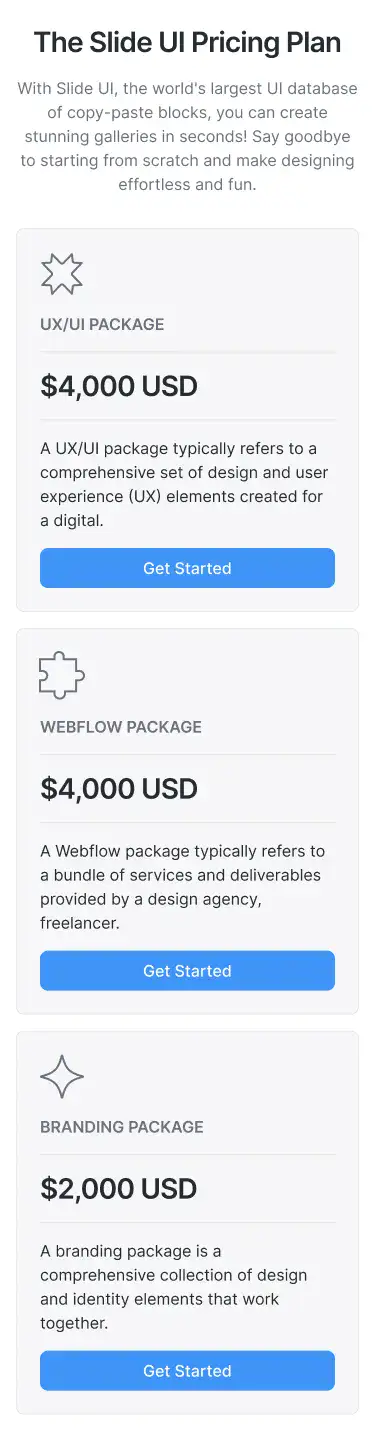 The Slide UI Pricing Plan
With Slide UI, the world's largest UI database
of copy-paste blocks, you can create
stunning galleries in seconds! Say goodbye
to starting from scratch and make designing
effortless and fun.
UX/UI PACKAGE
$4,000 USD
A UX/UI package typically refers to a
comprehensive set of design and user
experience (UX) elements created for
a digital.
Get Started
WEBFLOW PACKAGE
$4,000 USD
A Webflow package typically refers to
a bundle of services and deliverables
provided by a design agency,
freelancer.
Get Started
BRANDING PACKAGE
$2,000 USD
A branding package is a
comprehensive collection of design
and identity elements that work
together.
Get Started